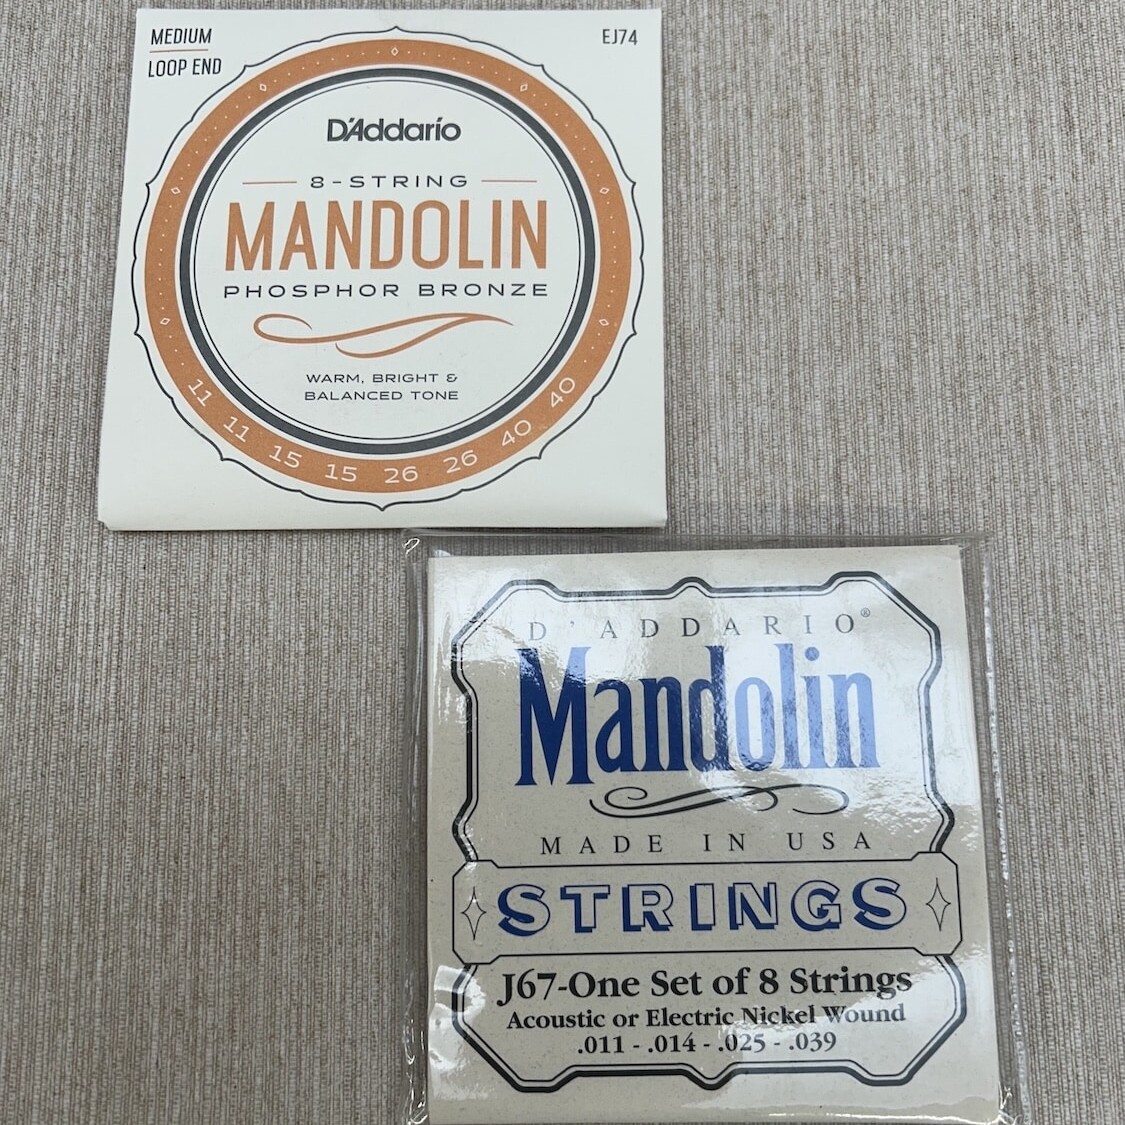 MEDIUM
LOOP END
EJ74
D'Addario
8-STRING
MANDOLIN
PHOSPHOR BRONZE
WARM, BRIGHT &
BALANCED TONE
11 11 15 15 26 26 40 40
D'ADDARIO®
Mandolin
MADE IN USA
STRINGS
J67-One Set of 8 Strings
Acoustic or Electric Nickel Wound
.011 - .014 - .025 - .039